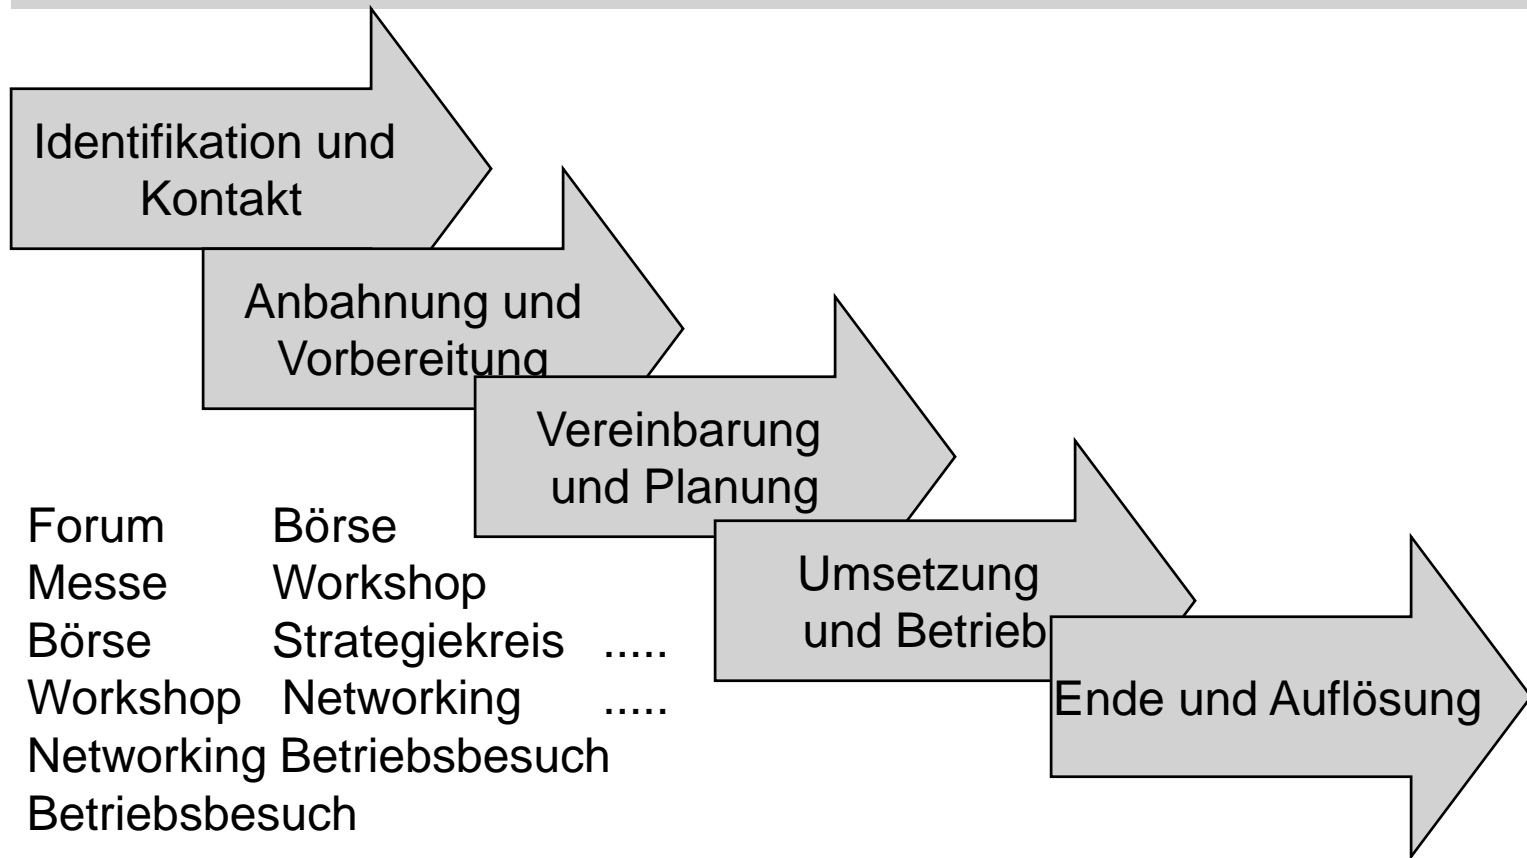 Identifikation und
Kontakt
Anbahnung und
Vorbereitung
Vereinbarung
und Planung
Umsetzung
und Betrieb
Ende und Auflösung
Forum Börse
Messe Workshop
Börse Strategiekreis .....
Workshop Networking .....
Networking Betriebsbesuch
Betriebsbesuch